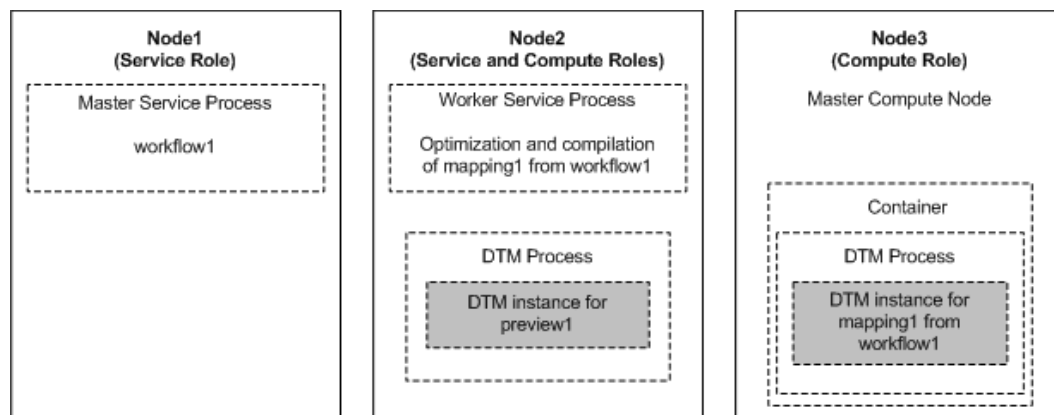 Node1
(Service Role)
Master Service Process
workflow1
Node2
(Service and Compute Roles)
Worker Service Process
Optimization and compilation
of mapping1 from workflow1
DTM Process
DTM instance for
preview1
Node3
(Compute Role)
Master Compute Node
Container
DTM Process
DTM instance for
mapping1 from
workflow1